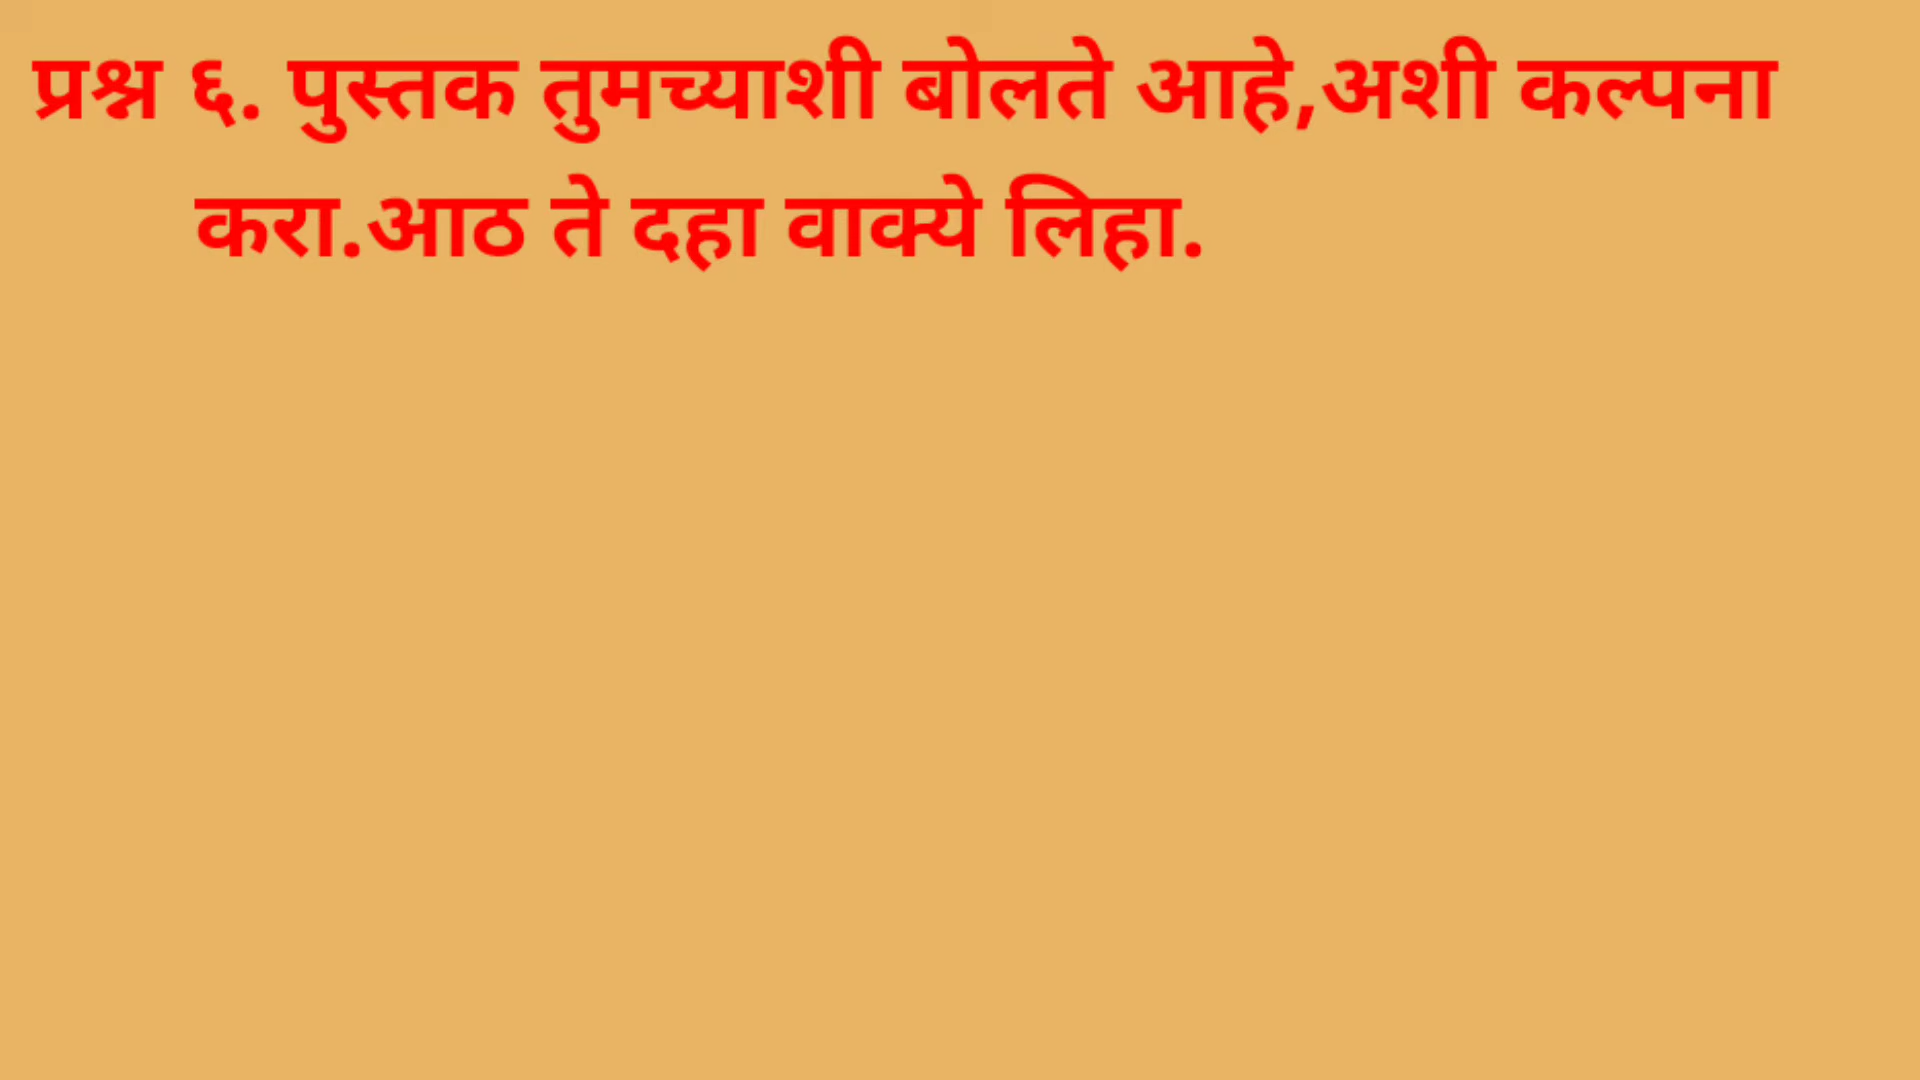 प्रश्न ६. पुस्तक तुमच्याशी बोलते आहे,अशी कल्पना
करा.आठ ते दहा वाक्ये लिहा.